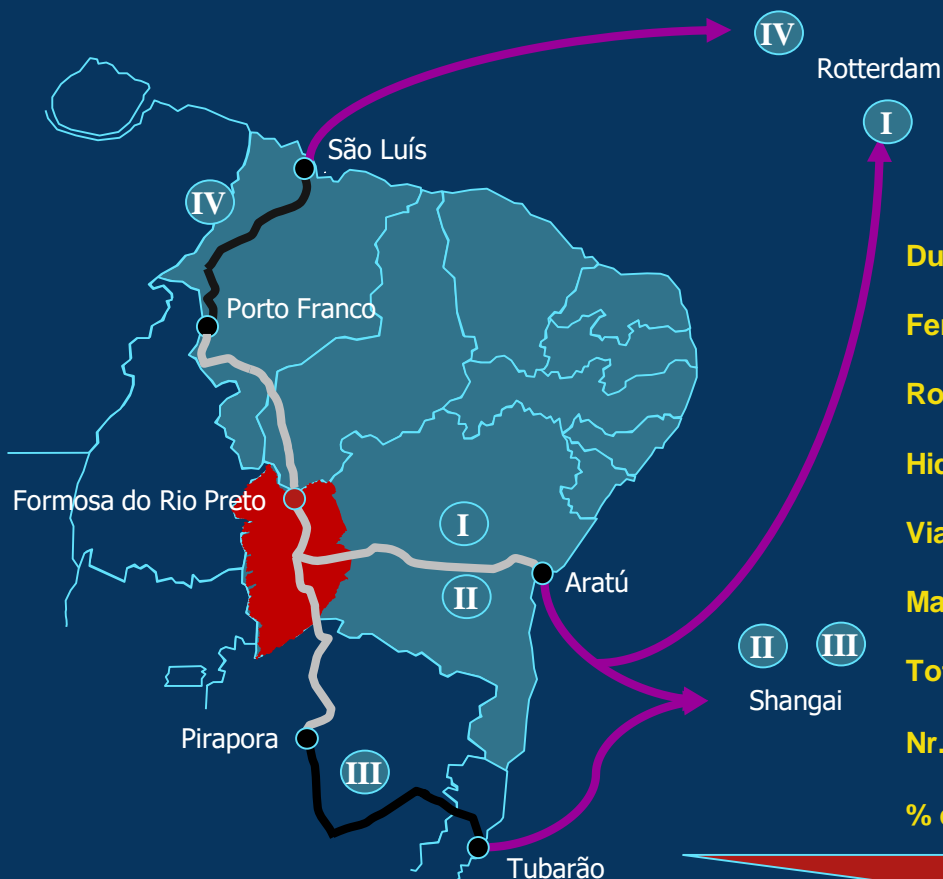 IV
Rotterdam
I
São Luís
IV
Porto Franco
Formosa do Rio Preto
I
II
Aratú
II
III
Shangai
Pirapora
III
Tubarão
Nr.
%